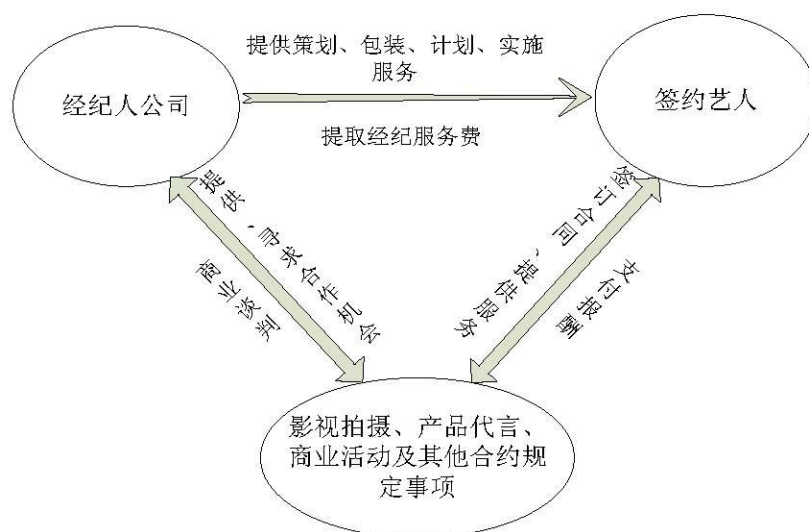 提供策划、包装、计划、实施
服务
经纪人公司
签约艺人
提取经纪服务费
提供、寻求合作机会
商业谈判
签订合同、提供服务
支付报酬
影视拍摄、产品代言、
商业活动及其他合约规
定事项